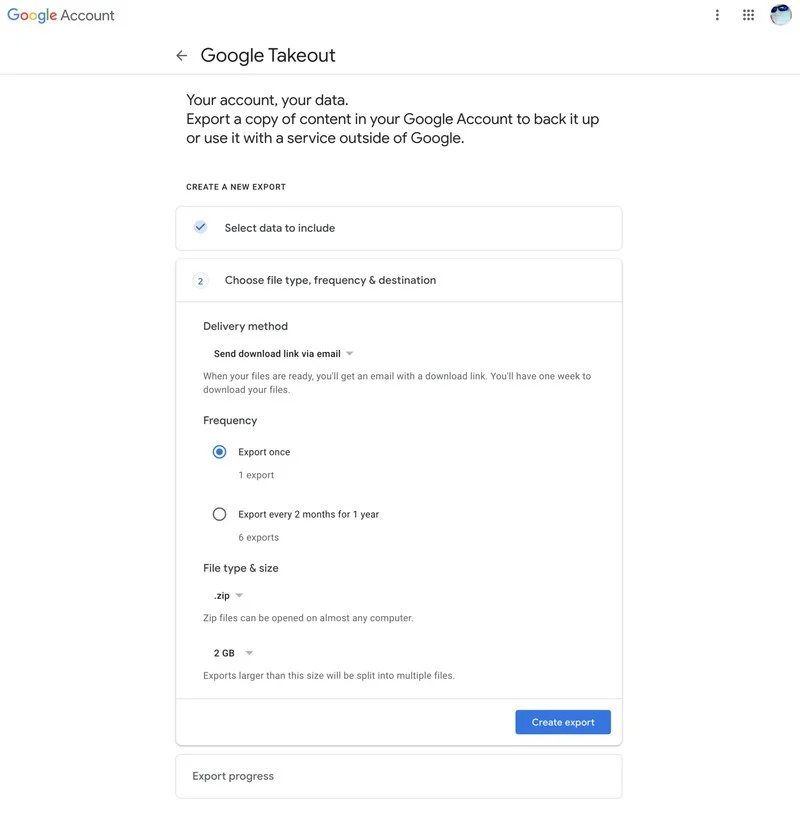 Google Account
Google Takeout
Your account, your data.
Export a copy of content in your Google Account to back it up
or use it with a service outside of Google.
CREATE A NEW EXPORT
Select data to include
2
Choose file type, frequency & destination
Delivery method
Send download link via email
When your files are ready, you'll get an email with a download link. You'll have one week to
download your files.
Frequency
Export once
1 export
Export every 2 months for 1 year
6 exports
File type & size
.zip
Zip files can be opened on almost any computer.
2 GB
Exports larger than this size will be split into multiple files.
Create export
Export progress